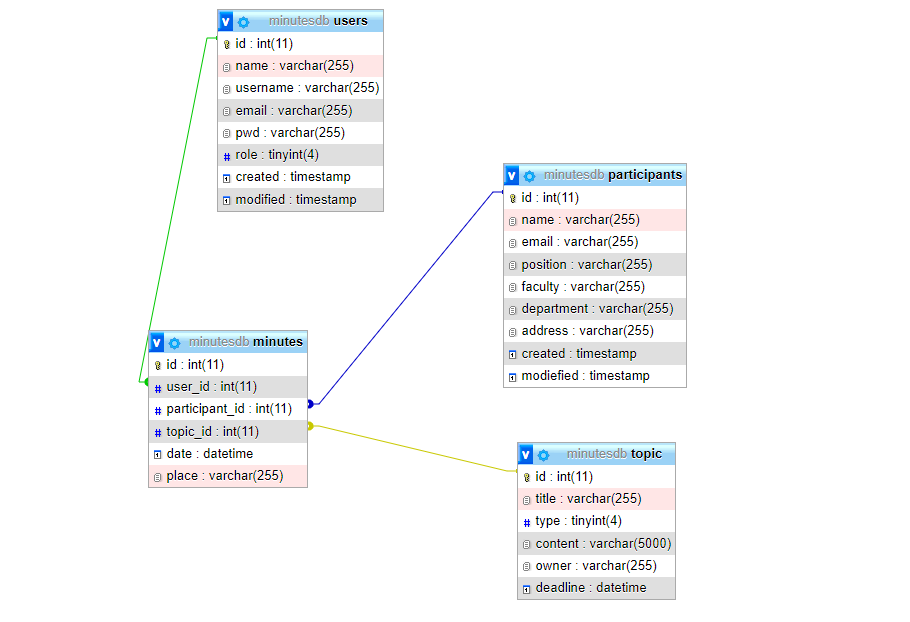 v minutesdb users
id : int(11)
name : varchar(255)
username : varchar(255)
email : varchar(255)
pwd : varchar(255)
# role : tinyint(4)
created : timestamp
modified : timestamp
v minutesdb participants
id : int(11)
name : varchar(255)
email : varchar(255)
position : varchar(255)
faculty : varchar(255)
department : varchar(255)
address : varchar(255)
created : timestamp
modiefied : timestamp
v minutesdb minutes
id : int(11)
# user_id : int(11)
# participant_id : int(11)
# topic_id : int(11)
date : datetime
place : varchar(255)
v minutesdb topic
id : int(11)
title : varchar(255)
# type : tinyint(4)
content : varchar(5000)
owner : varchar(255)
deadline : datetime